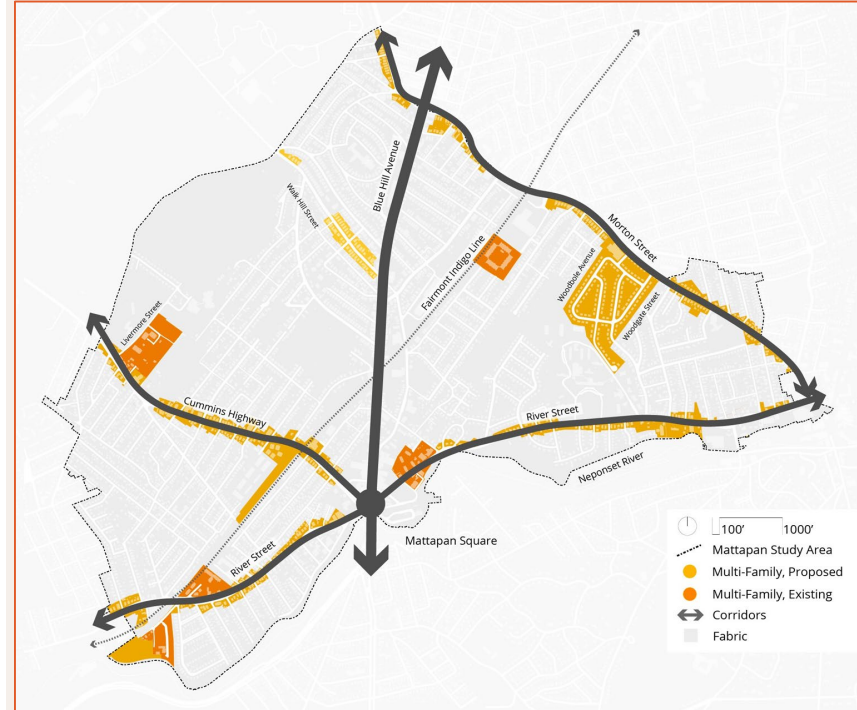 Blue Hill Avenue
Walk Hill Street
Fairmont Indigo Line
Morton Street
Woodbole Avenue
Woodgate Street
Livermore Street
Cummins Highway
River Street
Neponset River
River Street
Mattapan Square
100' 1000'
Mattapan Study Area
Multi-Family, Proposed
Multi-Family, Existing
Corridors
Fabric